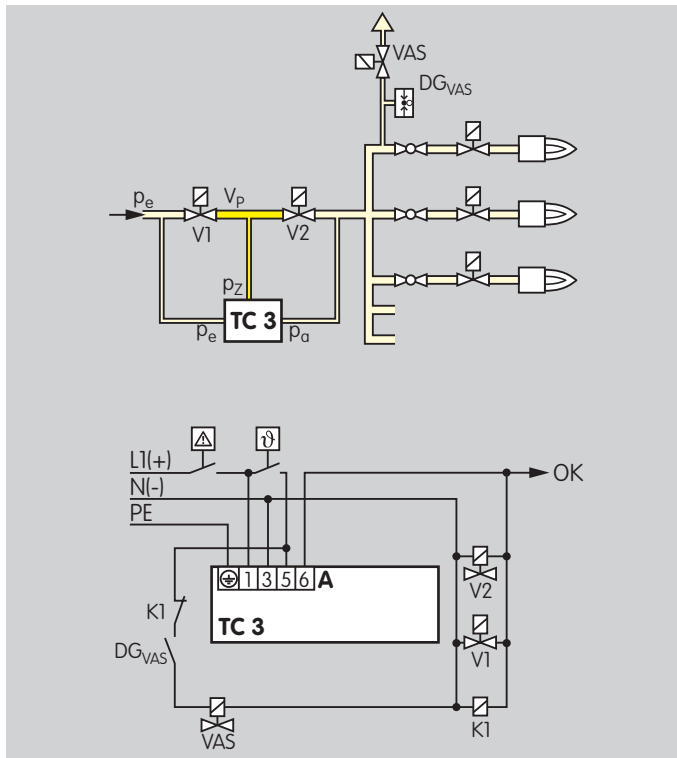 VAS
DGVAS
pe
VP
V1
V2
pZ
TC 3
pe
pa
ϑ
L1(+)
OK
N(-)
PE
1 3 5 6 A
V2
K1
TC 3
DGVAS
V1
VAS
K1